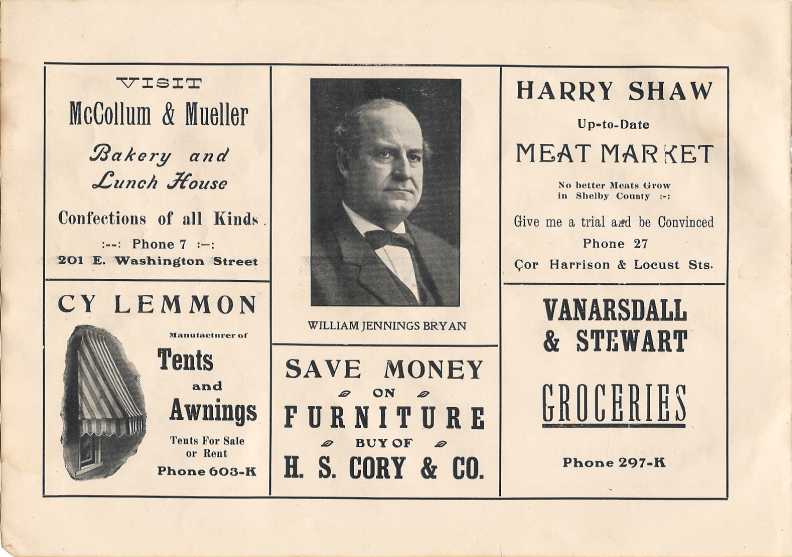 VISIT
McCollum & Mueller
Bakery and
Lunch House
Confections of all Kinds.
:--: Phone 7 :-:
201 E. Washington Street
CY LEMMON
Manufacturer of
Tents
and
Awnings
Tents For Sale
or Rent
Phone 603-K
WILLIAM JENNINGS BRYAN
SAVE MONEY
ON
FURNITURE
BUY OF
H. S. CORY & CO.
HARRY SHAW
Up-to-Date
MEAT MARKET
No better Meats Grow
in Shelby County :-:
Give me a trial and be Convinced
Phone 27
Cor Harrison & Locust Sts.
VANARSDALL
& STEWART
GROCERIES
Phone 297-K